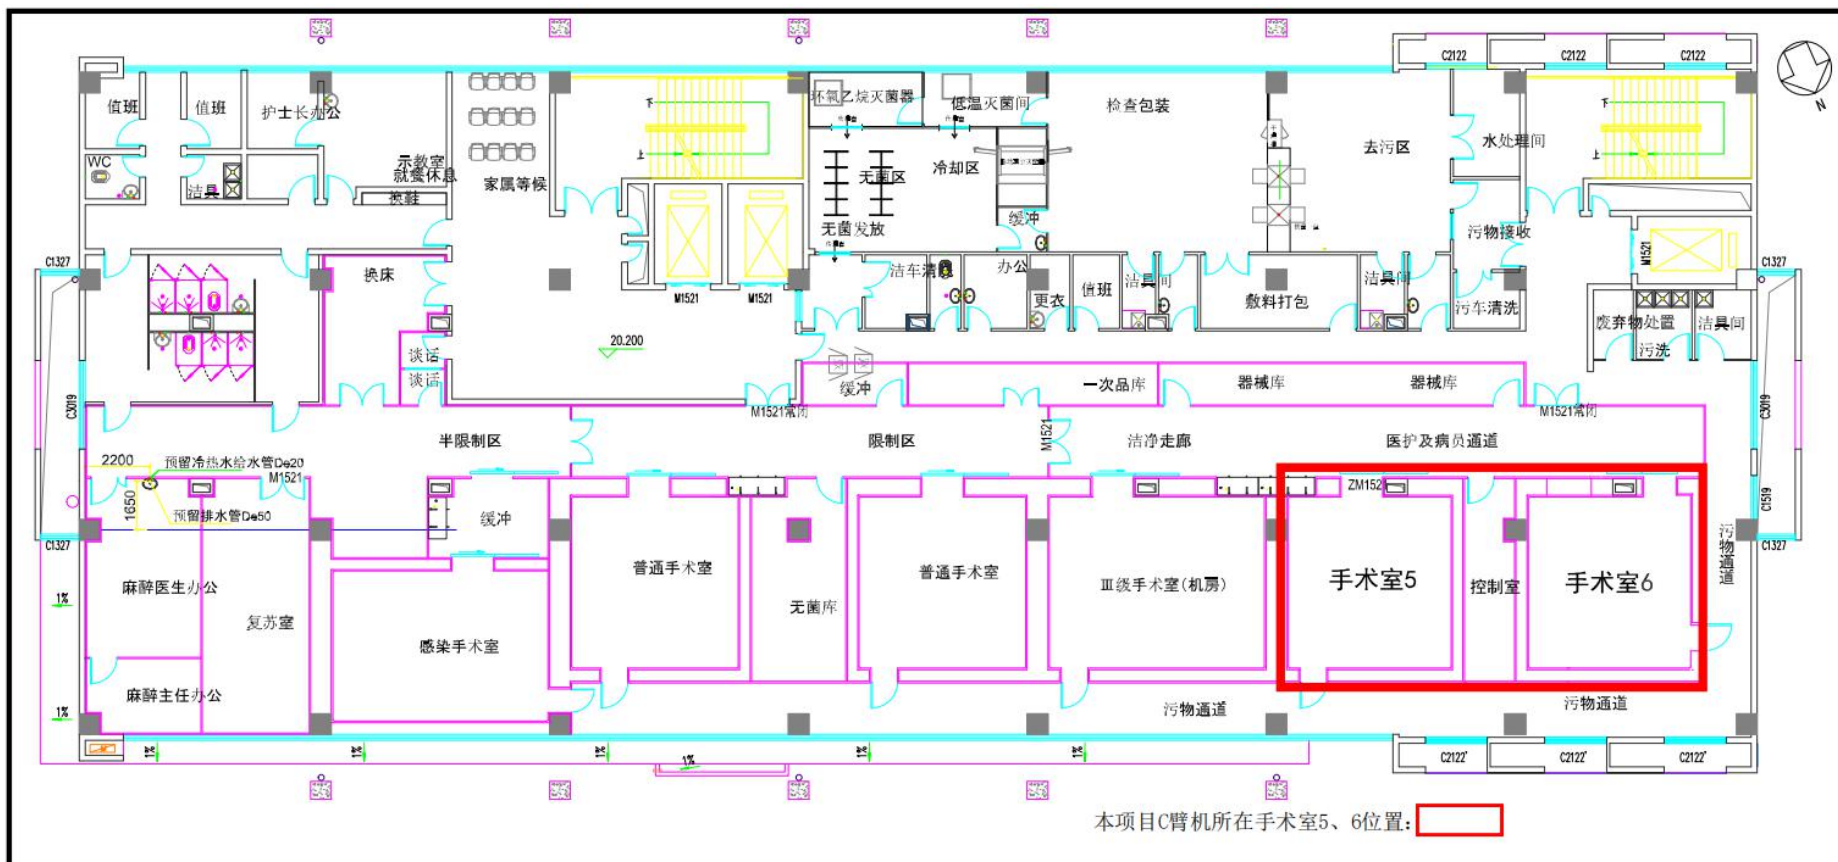 C2122
C2122
C2122
N
值班
值班
护士长办公
WC
洁具
示教室
就餐休息
换鞋
家属等候
下
上
环氧乙烷灭菌器
低温灭菌间
检查包装
去污区
水处理间
下
上
无菌区
冷却区
缓冲
无菌发放
污物接收
M1521
C1327
C1327
换床
M1521
M1521
洁车清洗
办公
更衣
值班
洁具间
敷料打包
洁具间
污车清洗
废弃物处置
洁具间
污洗
20.200
谈话
谈话
缓冲
一次品库
器械库
器械库
C3019
C3019
M1521常闭
M1521常闭
半限制区
限制区
M1521
洁净走廊
医护及病员通道
2200
预留冷热水给水管De20
M1521
1650
预留排水管De50
缓冲
ZM1521
C1519
C1327
C1327
污物通道
麻醉医生办公
复苏室
感染手术室
普通手术室
无菌库
普通手术室
III级手术室(机房)
手术室5
控制室
手术室6
1%
麻醉主任办公
1%
污物通道
污物通道
1%
1%
1%
1%
1%
1%
C2122'
C2122'
C2122'
本项目C臂机所在手术室5、6位置: